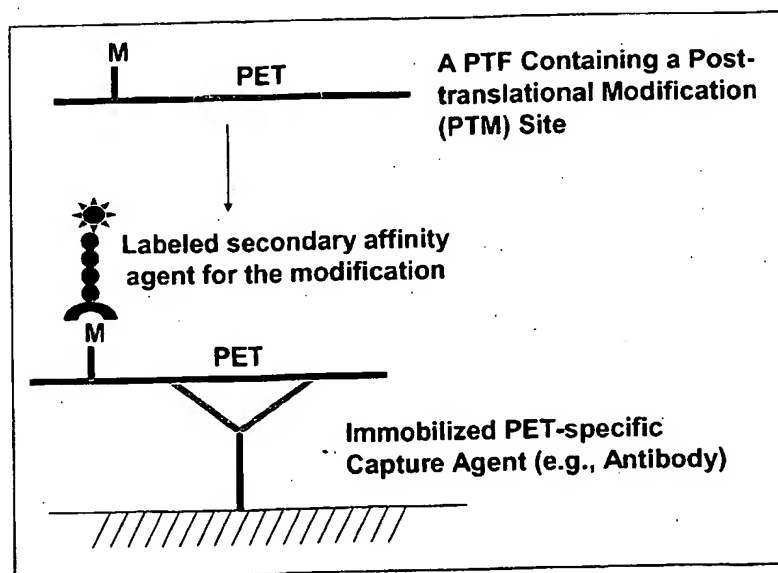 M
PET
A PTF Containing a Post-
translational Modification
(PTM) Site
Labeled secondary affinity
agent for the modification
M
PET
Immobilized PET-specific
Capture Agent (e.g., Antibody)